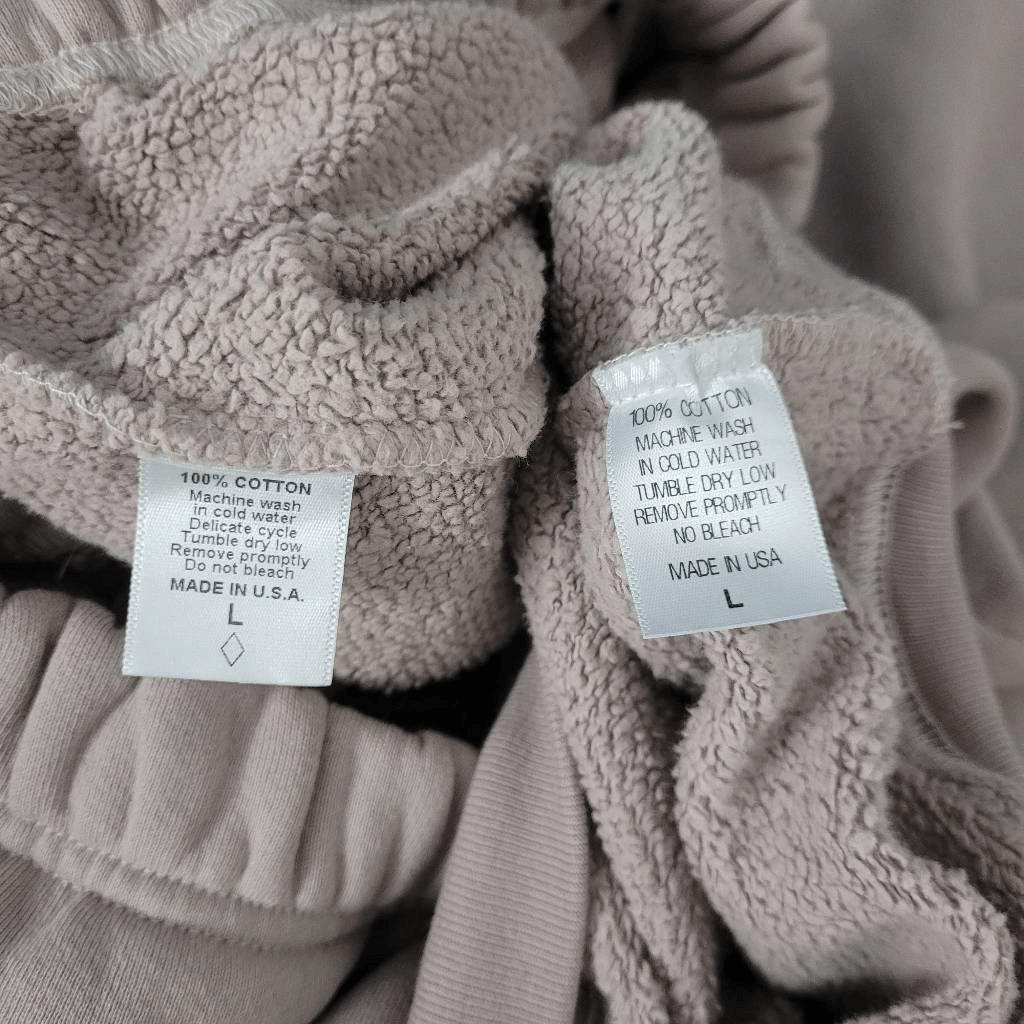 100% COTTON
Machine wash
in cold water
Delicate cycle
Tumble dry low
Remove promptly
Do not bleach
MADE IN U.S.A.
L
100% COTTON
MACHINE WASH
IN COLD WATER
TUMBLE DRY LOW
REMOVE PROMPTLY
NO BLEACH
MADE IN USA
L